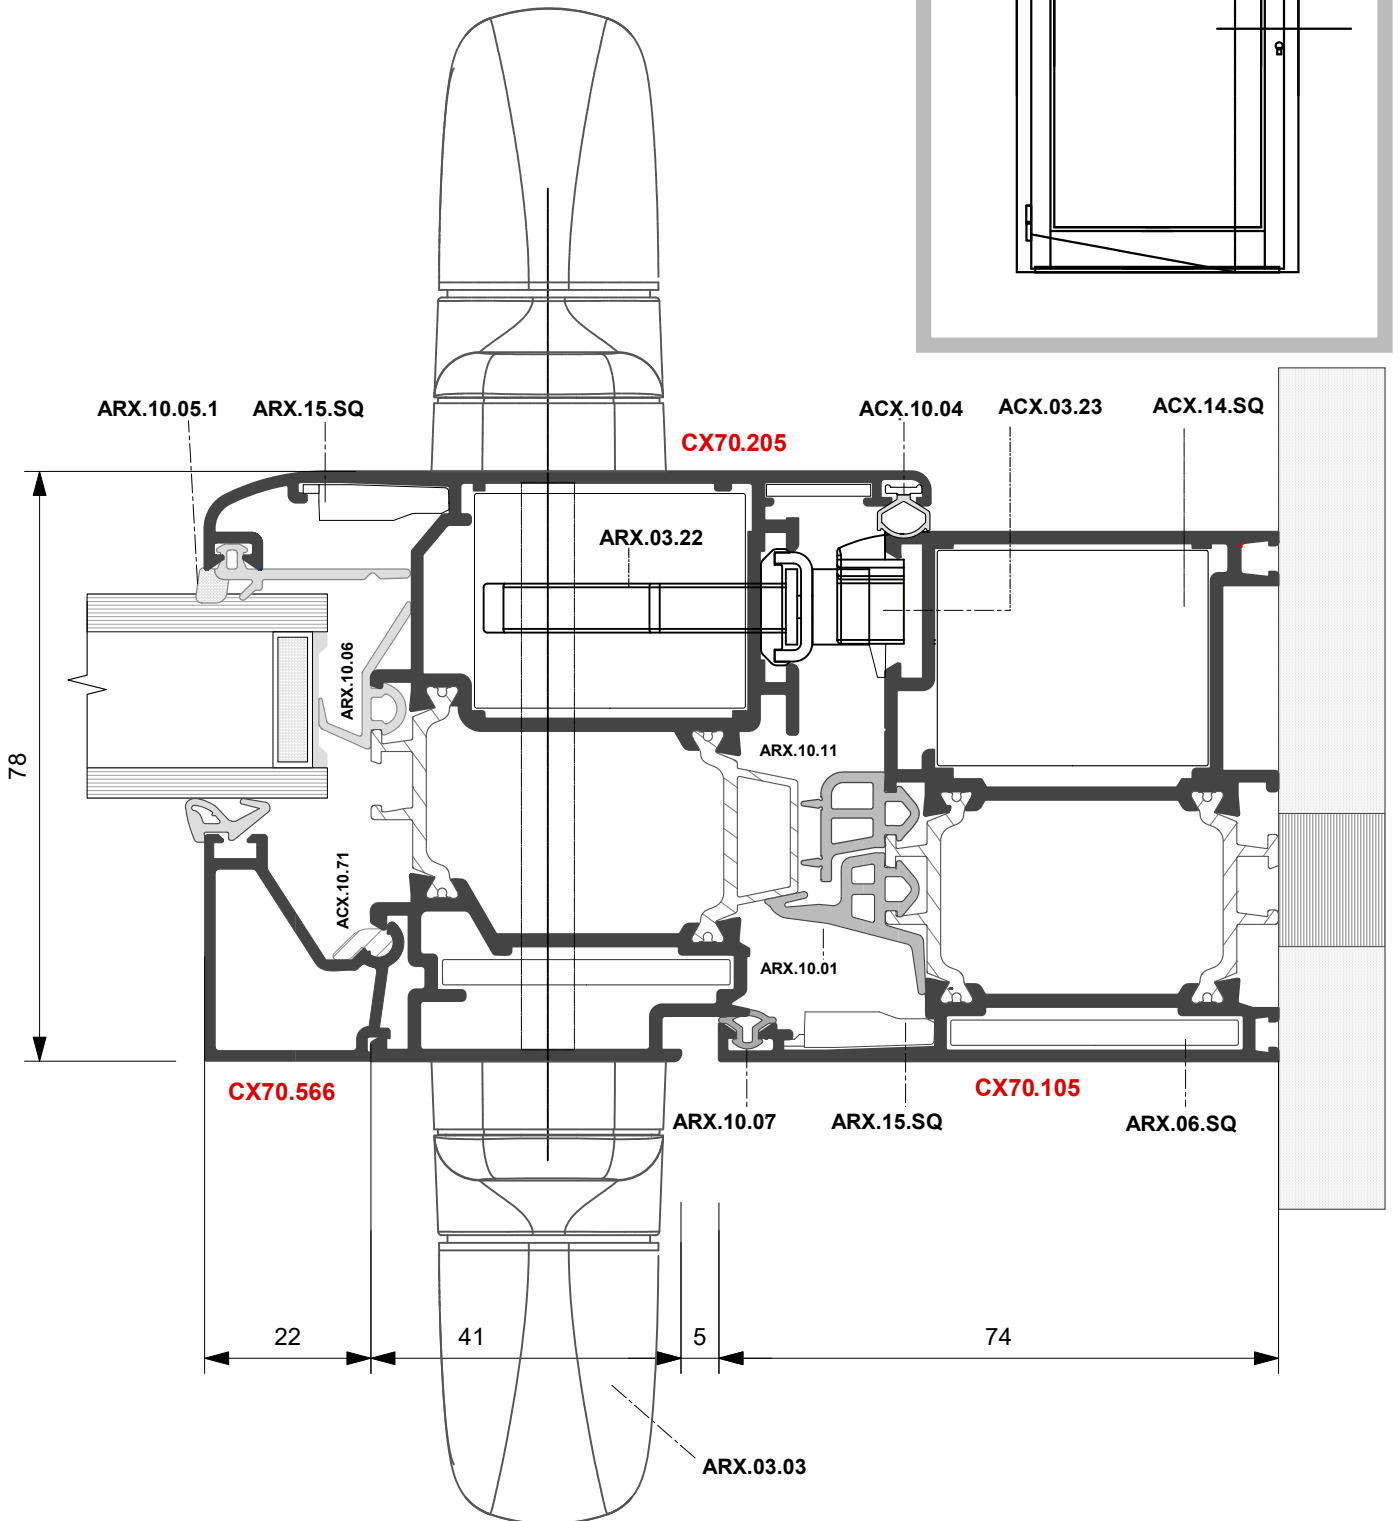 ARX.10.05.1
ARX.15.SQ
ACX.10.04
ACX.03.23
ACX.14.SQ
CX70.205
ARX.03.22
ARX.10.06
78
ARX.10.11
ACX.10.71
ARX.10.01
CX70.566
CX70.105
ARX.10.07
ARX.15.SQ
ARX.06.SQ
22
41
5
74
ARX.03.03